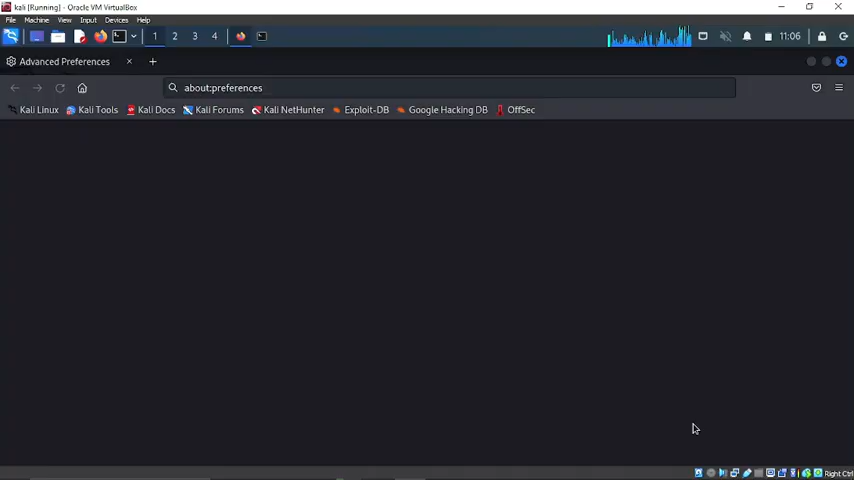 kali [Running] - Oracle VM VirtualBox
File Machine View Input Devices Help
1 2 3 4 11:06
Advanced Preferences
about:preferences
Kali Linux Kali Tools Kali Docs Kali Forums Kali NetHunter Exploit-DB Google Hacking DB OffSec
Right Ctrl